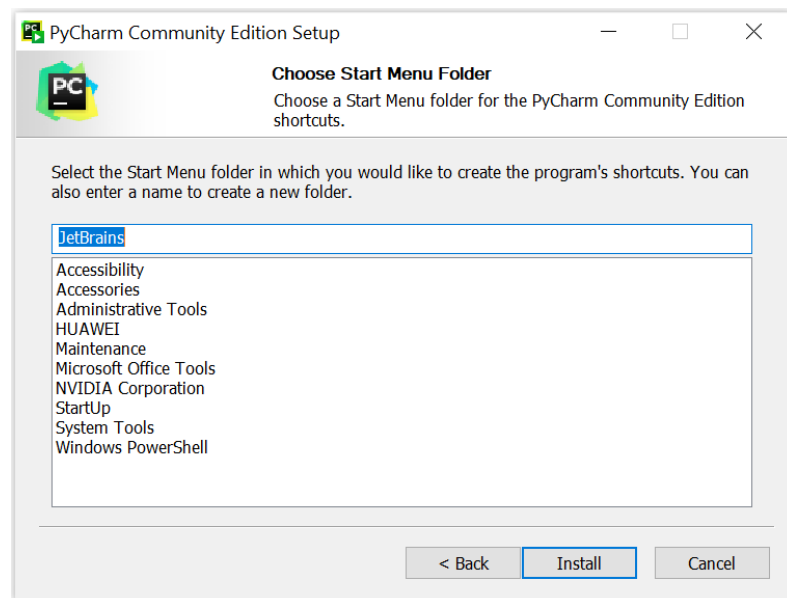 PyCharm Community Edition Setup
PC
Choose Start Menu Folder
Choose a Start Menu folder for the PyCharm Community Edition
shortcuts.
Select the Start Menu folder in which you would like to create the program's shortcuts. You can
also enter a name to create a new folder.
JetBrains
Accessibility
Accessories
Administrative Tools
HUAWEI
Maintenance
Microsoft Office Tools
NVIDIA Corporation
StartUp
System Tools
Windows PowerShell
< Back Install Cancel